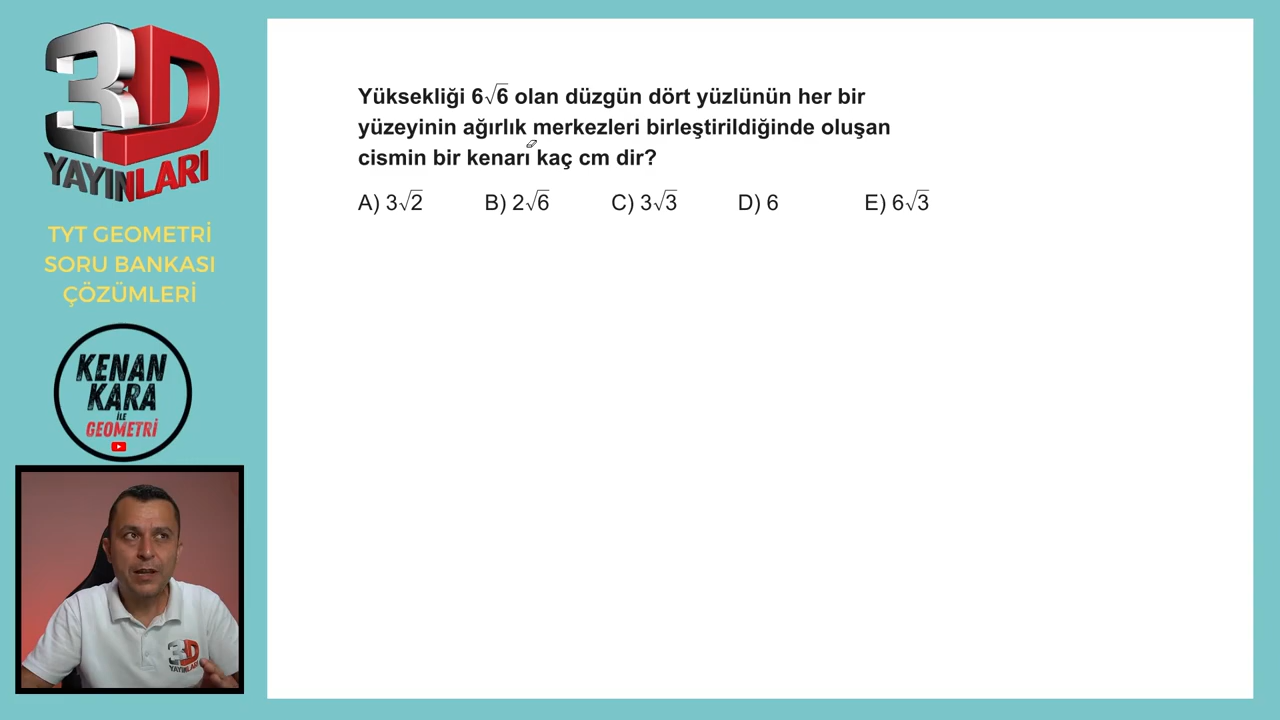 3D
YAYINLARI
TYT GEOMETRİ
SORU BANKASI
ÇÖZÜMLERİ
KENAN
KARA
İLE
GEOMETRİ
3D
YAYINLARI
Yüksekliği 6√6 olan düzgün dört yüzlünün her bir
yüzeyinin ağırlık merkezleri birleştirildiğinde oluşan
cismin bir kenarı kaç cm dir?
A) 3√2 B) 2√6 C) 3√3 D) 6 E) 6√3